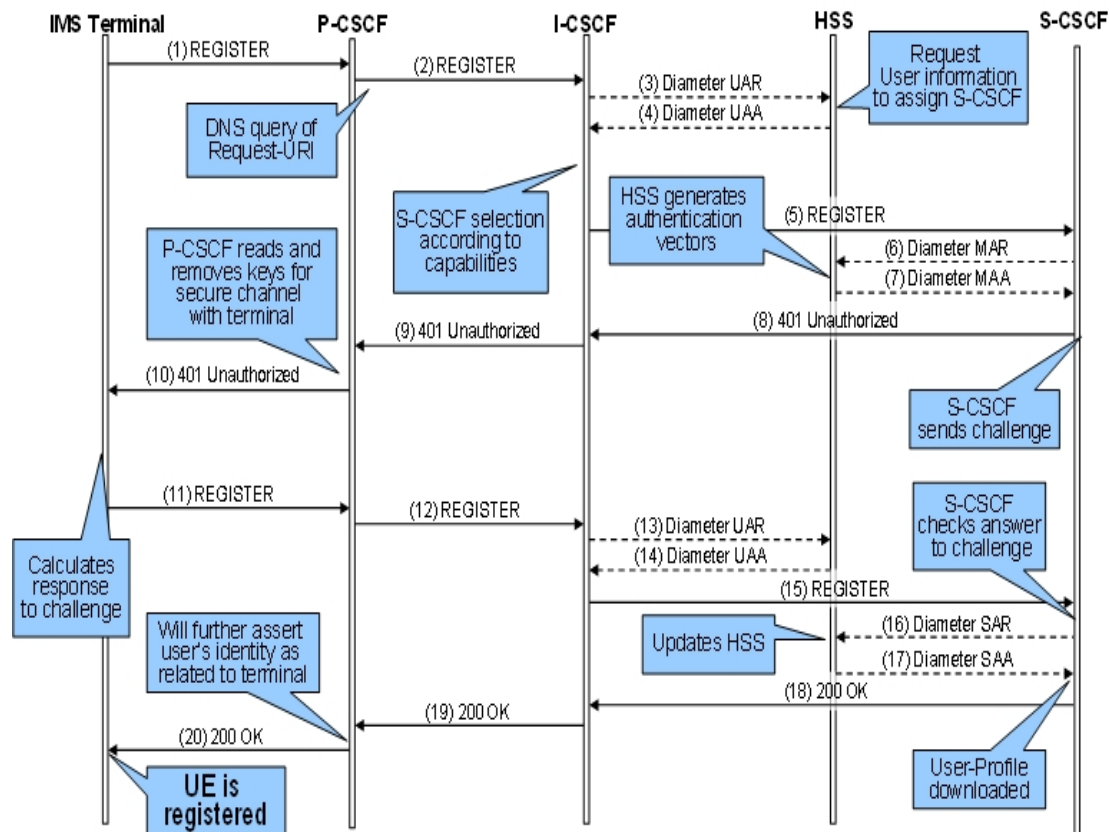 IMS Terminal
P-CSCF
I-CSCF
HSS
S-CSCF
(1) REGISTER
(2) REGISTER
(3) Diameter UAR
Request
User information
to assign S-CSCF
(4) Diameter UAA
DNS query of
Request-URI
S-CSCF selection
according to
capabilities
HSS generates
authentication
vectors
(5) REGISTER
(6) Diameter MAR
(7) Diameter MAA
P-CSCF reads and
removes keys for
secure channel
with terminal
(8) 401 Unauthorized
(9) 401 Unauthorized
(10) 401 Unauthorized
S-CSCF
sends challenge
(11) REGISTER
(12) REGISTER
(13) Diameter UAR
S-CSCF
checks answer
to challenge
(14) Diameter UAA
Calculates
response
to challenge
(15) REGISTER
(16) Diameter SAR
Updates HSS
(17) Diameter SAA
Will further assert
user's identity as
related to terminal
(18) 200 OK
(19) 200 OK
(20) 200 OK
User-Profile
downloaded
UE is
registered